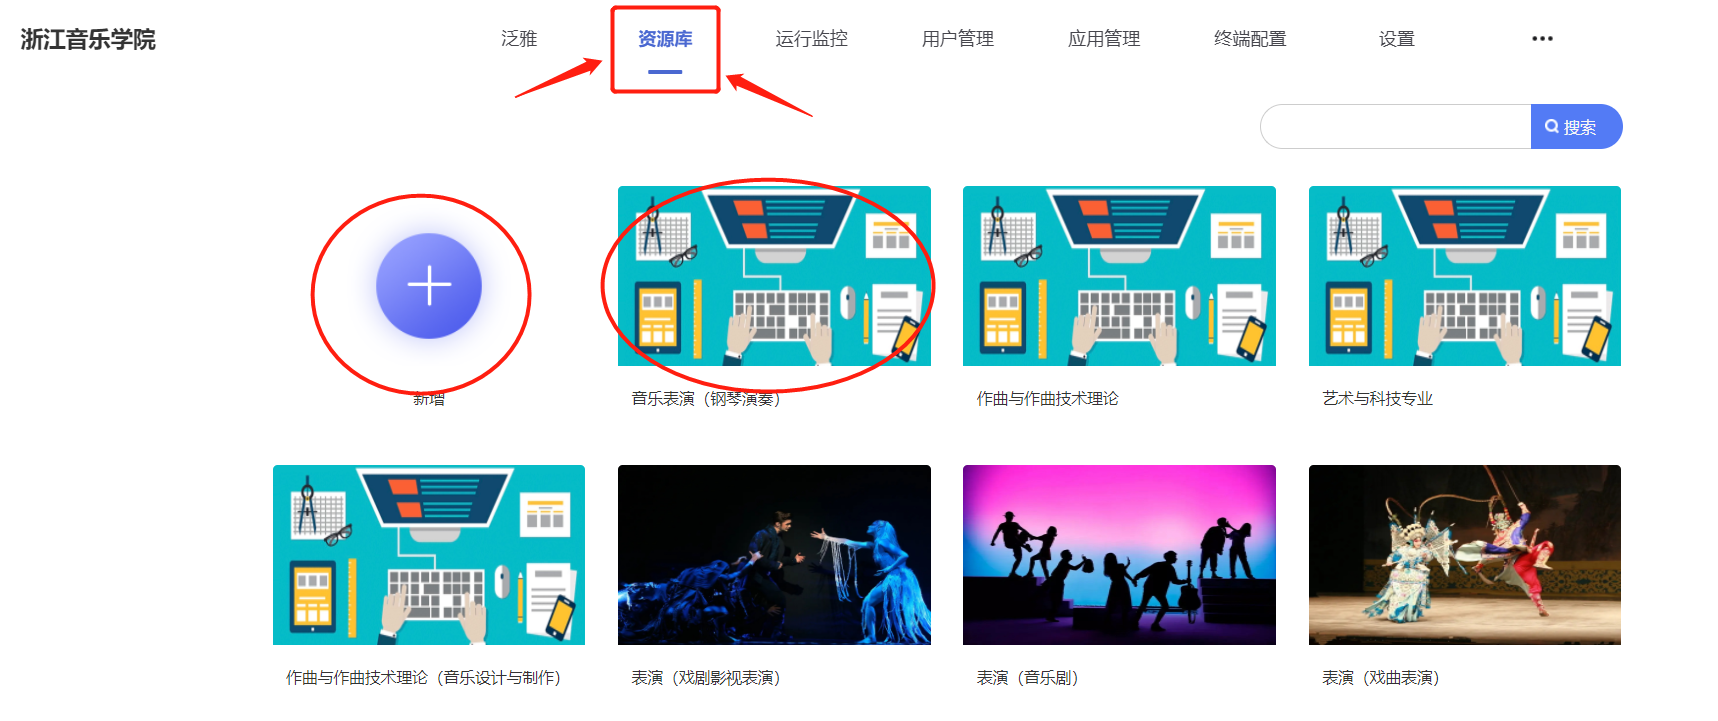 浙江音乐学院
泛雅
资源库
运行监控
用户管理
应用管理
终端配置
设置
搜索
新增
音乐表演（钢琴演奏）
作曲与作曲技术理论
艺术与科技专业
作曲与作曲技术理论（音乐设计与制作）
表演（戏剧影视表演）
表演（音乐剧）
表演（戏曲表演）